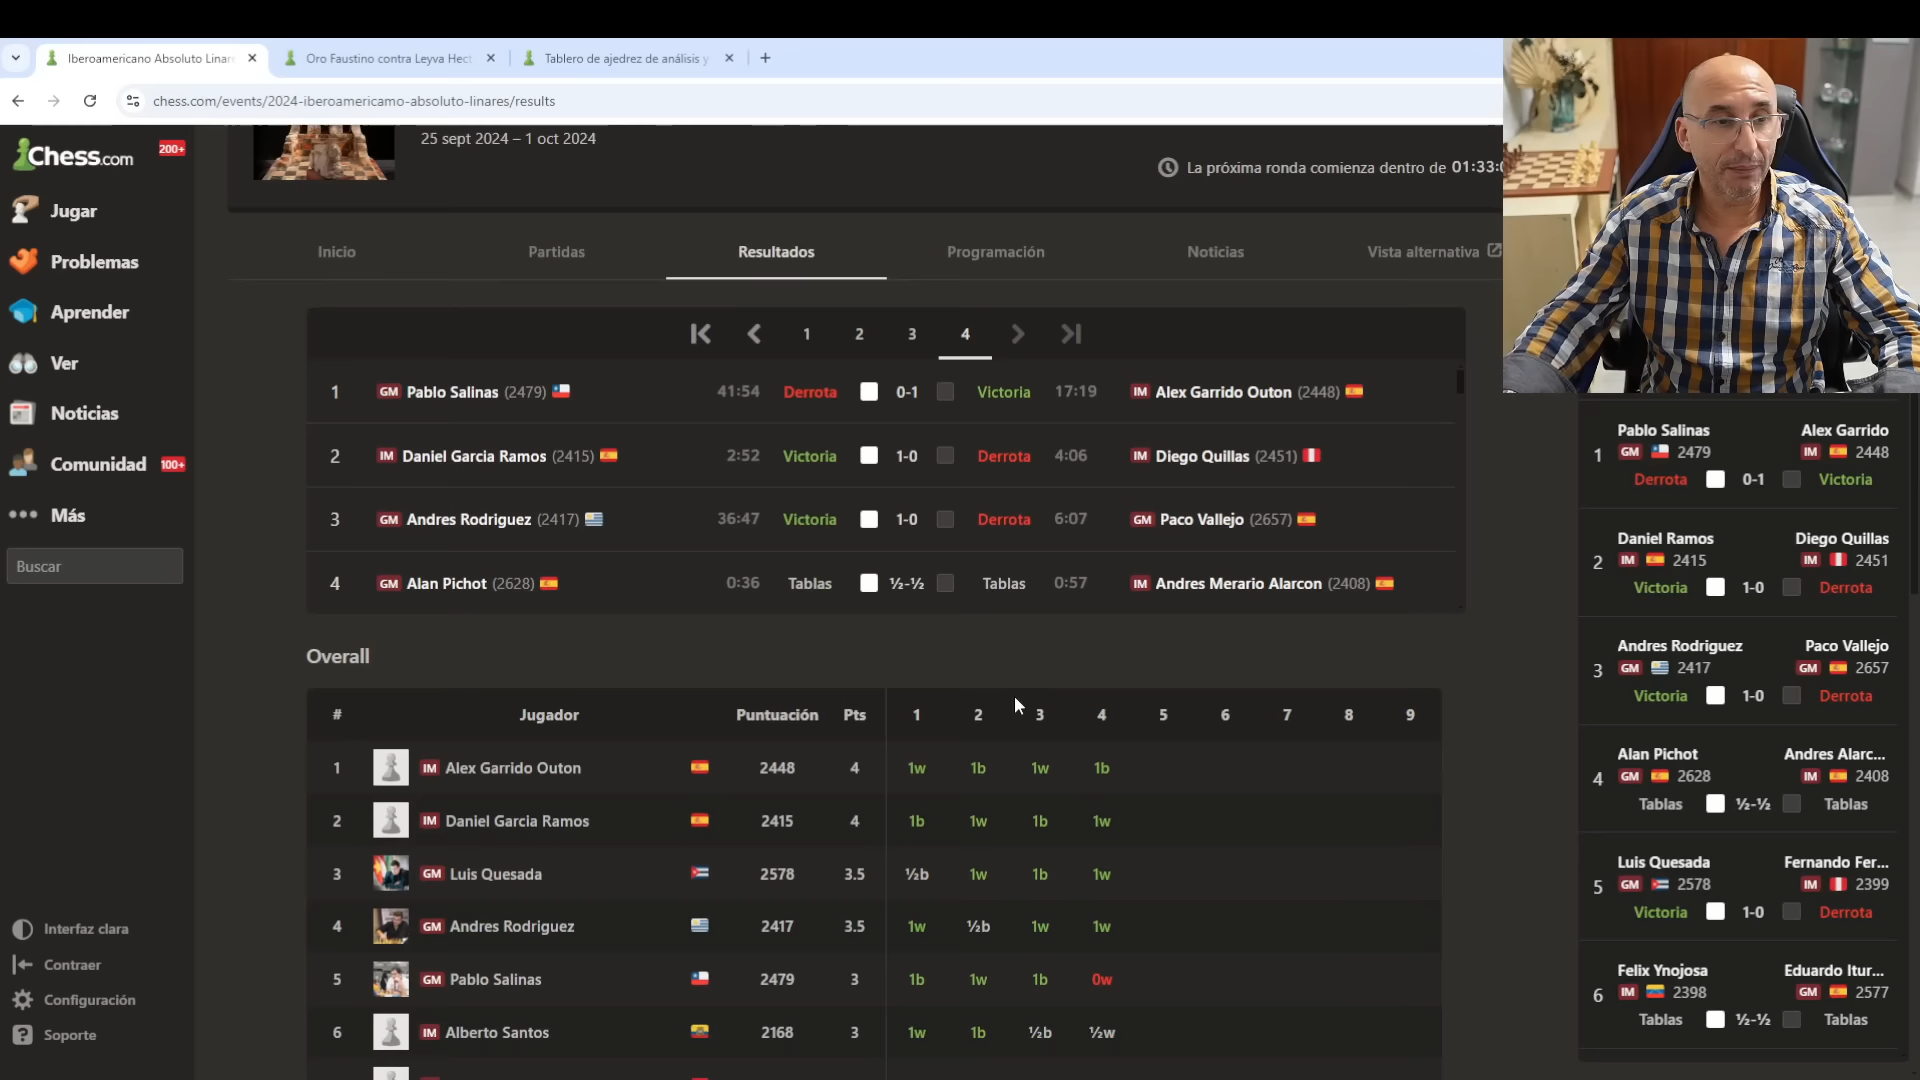 Iberoamericano Absoluto Linar
Oro Faustino contra Leyva Hect
Tablero de ajedrez de análisis y
chess.com/events/2024-iberoamericamo-absoluto-linares/results
Chess.com
200+
Jugar
Problemas
Aprender
Ver
Noticias
Comunidad
100+
Más
Buscar
Interfaz clara
Contraer
Configuración
Soporte
25 sept 2024 – 1 oct 2024
La próxima ronda comienza dentro de 01:33:0
Inicio
Partidas
Resultados
Programación
Noticias
Vista alternativa
1 2 3 4
1 GM Pablo Salinas (2479) 41:54 Derrota 0-1 Victoria 17:19 IM Alex Garrido Outon (2448)
2 IM Daniel Garcia Ramos (2415) 2:52 Victoria 1-0 Derrota 4:06 IM Diego Quillas (2451)
3 GM Andres Rodriguez (2417) 36:47 Victoria 1-0 Derrota 6:07 GM Paco Vallejo (2657)
4 GM Alan Pichot (2628) 0:36 Tablas ½-½ Tablas 0:57 IM Andres Merario Alarcon (2408)
Overall
# Jugador Puntuación Pts 1 2 3 4 5 6 7 8 9
1 IM Alex Garrido Outon 2448 4 1w 1b 1w 1b
2 IM Daniel Garcia Ramos 2415 4 1b 1w 1b 1w
3 GM Luis Quesada 2578 3.5 ½b 1w 1b 1w
4 GM Andres Rodriguez 2417 3.5 1w ½b 1w 1w
5 GM Pablo Salinas 2479 3 1b 1w 1b 0w
6 IM Alberto Santos 2168 3 1w 1b ½b ½w
Pablo Salinas Alex Garrido
1 GM 2479 IM 2448
Derrota 0-1 Victoria
Daniel Ramos Diego Quillas
2 IM 2415 IM 2451
Victoria 1-0 Derrota
Andres Rodriguez Paco Vallejo
3 GM 2417 GM 2657
Victoria 1-0 Derrota
Alan Pichot Andres Alarc...
4 GM 2628 IM 2408
Tablas ½-½ Tablas
Luis Quesada Fernando Fer...
5 GM 2578 IM 2399
Victoria 1-0 Derrota
Felix Ynojosa Eduardo Itur...
6 IM 2398 GM 2577
Tablas ½-½ Tablas